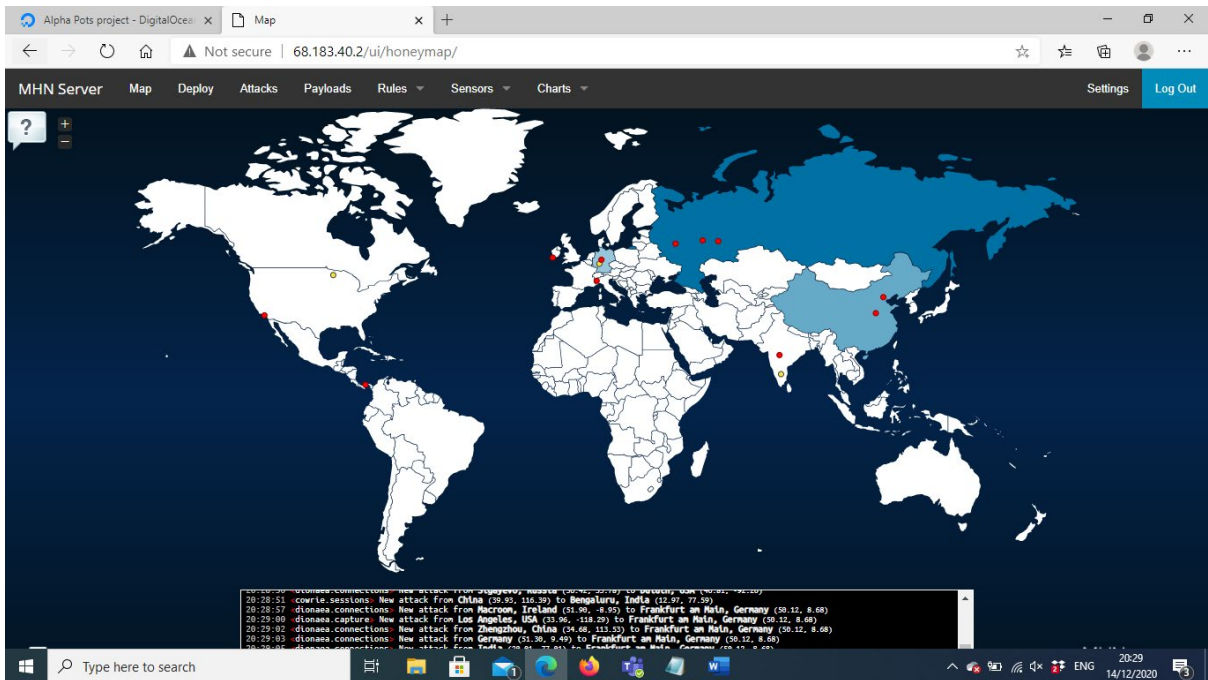 Alpha Pots project - DigitalOcea
Map
Not secure | 68.183.40.2/ui/honeymap/
MHN Server Map Deploy Attacks Payloads Rules Sensors Charts Settings Log Out
?
+
−
20:28:51 <cowrie.sessions> New attack from China (39.93, 116.39) to Bengaluru, India (12.97, 77.59)
20:28:57 <dionaea.connections> New attack from Macroom, Ireland (51.90, -8.95) to Frankfurt am Main, Germany (50.12, 8.68)
20:29:00 <dionaea.capture> New attack from Los Angeles, USA (33.96, -118.29) to Frankfurt am Main, Germany (50.12, 8.68)
20:29:02 <dionaea.connections> New attack from Zhengzhou, China (34.68, 113.53) to Frankfurt am Main, Germany (50.12, 8.68)
20:29:03 <dionaea.connections> New attack from Germany (51.30, 9.49) to Frankfurt am Main, Germany (50.12, 8.68)
Type here to search
ENG
20:29
14/12/2020
3